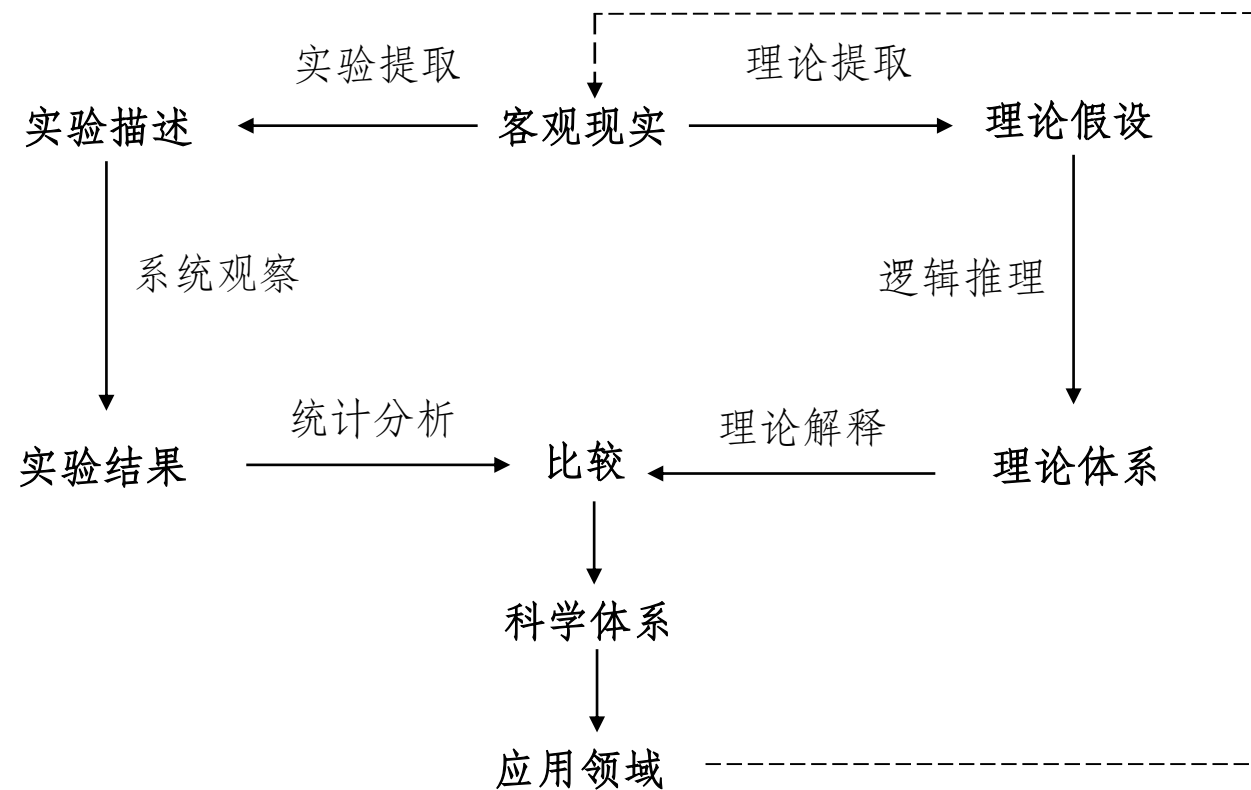 实验提取
理论提取
实验描述
客观现实
理论假设
系统观察
逻辑推理
统计分析
理论解释
实验结果
比较
理论体系
科学体系
应用领域